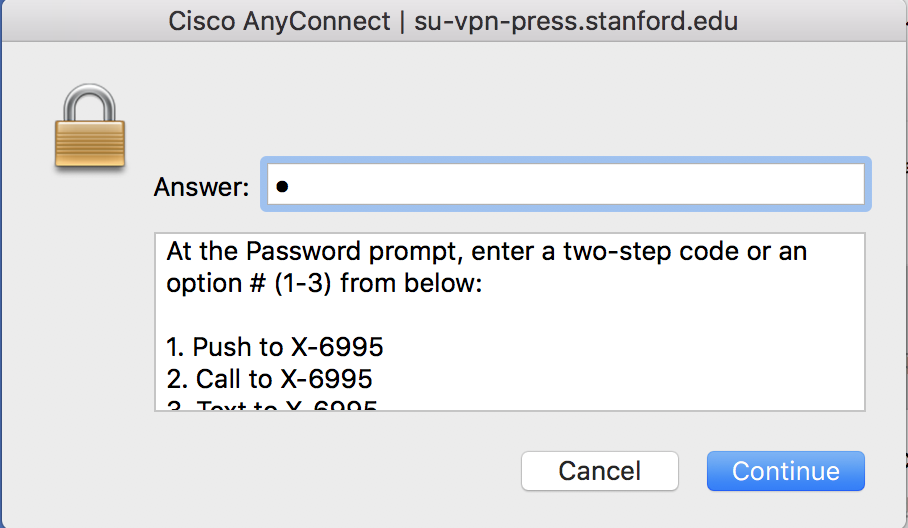 Cisco AnyConnect | su-vpn-press.stanford.edu
Answer: •
At the Password prompt, enter a two-step code or an
option # (1-3) from below:
1. Push to X-6995
2. Call to X-6995
3. Text to X-6995
Cancel
Continue